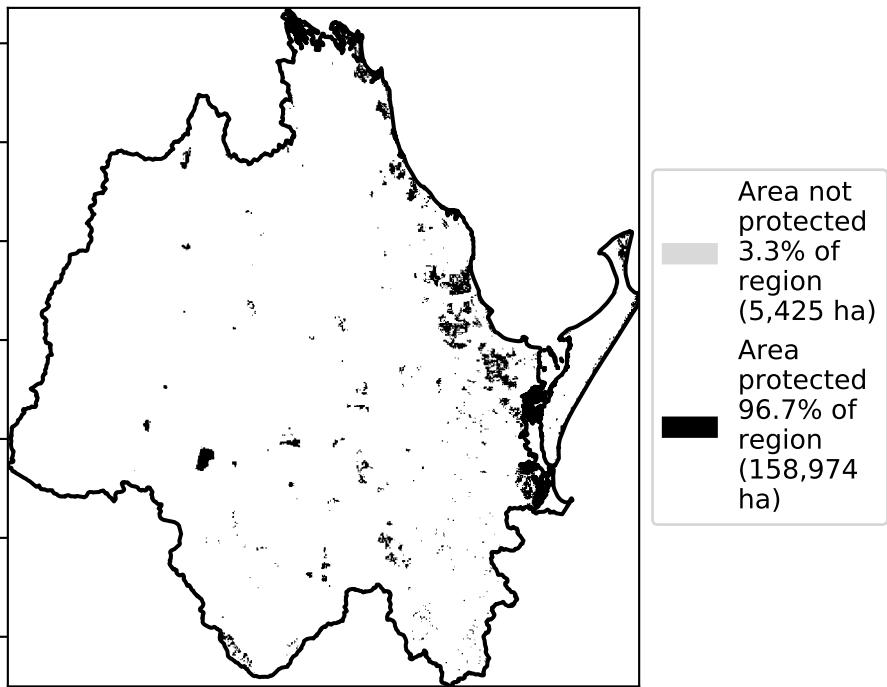 Area not
protected
3.3% of
region
(5,425 ha)
Area
protected
96.7% of
region
(158,974
ha)